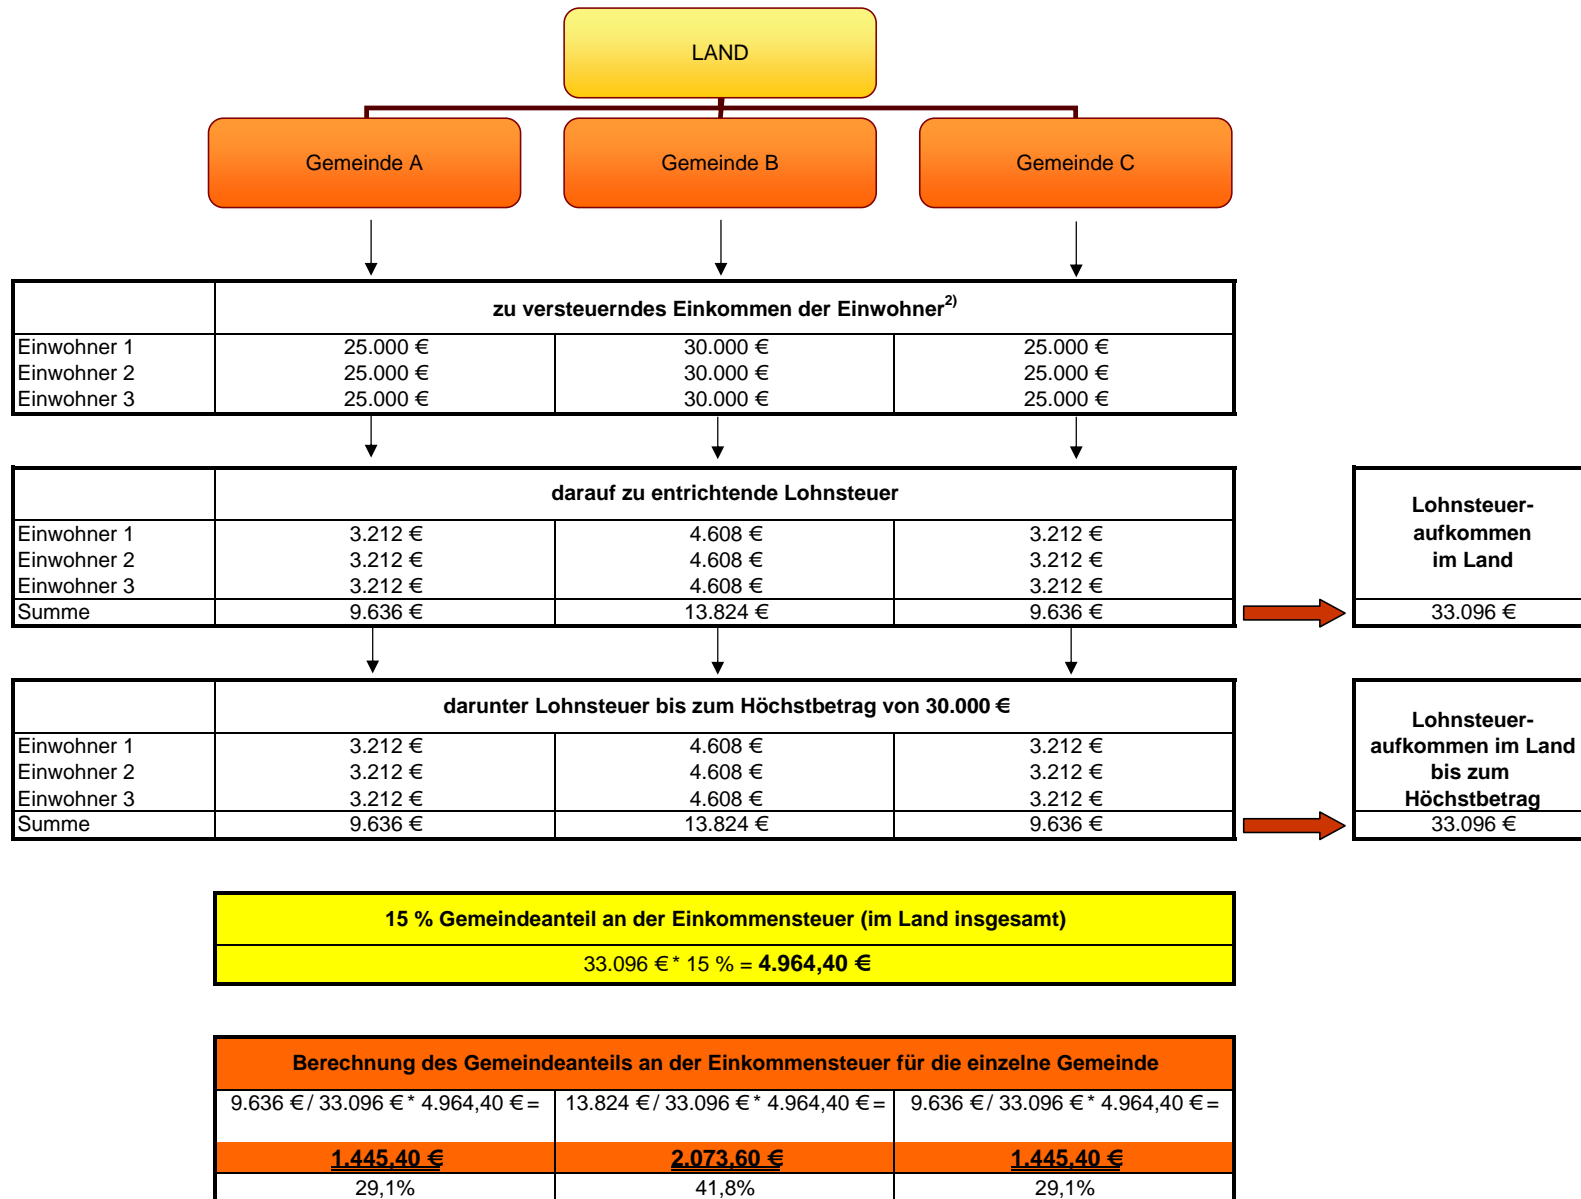 LAND
Gemeinde A Gemeinde B Gemeinde C
zu versteuerndes Einkommen der Einwohner2)
Einwohner 1 25.000 € 30.000 € 25.000 €
Einwohner 2 25.000 € 30.000 € 25.000 €
Einwohner 3 25.000 € 30.000 € 25.000 €
darauf zu entrichtende Lohnsteuer
Einwohner 1 3.212 € 4.608 € 3.212 €
Einwohner 2 3.212 € 4.608 € 3.212 €
Einwohner 3 3.212 € 4.608 € 3.212 €
Summe 9.636 € 13.824 € 9.636 €
Lohnsteuer-
aufkommen
im Land
33.096 €
darunter Lohnsteuer bis zum Höchstbetrag von 30.000 €
Einwohner 1 3.212 € 4.608 € 3.212 €
Einwohner 2 3.212 € 4.608 € 3.212 €
Einwohner 3 3.212 € 4.608 € 3.212 €
Summe 9.636 € 13.824 € 9.636 €
Lohnsteuer-
aufkommen im Land
bis zum
Höchstbetrag
33.096 €
15 % Gemeindeanteil an der Einkommensteuer (im Land insgesamt)
33.096 € * 15 % = 4.964,40 €
Berechnung des Gemeindeanteils an der Einkommensteuer für die einzelne Gemeinde
9.636 € / 33.096 € * 4.964,40 € = 13.824 € / 33.096 € * 4.964,40 € = 9.636 € / 33.096 € * 4.964,40 € =
1.445,40 € 2.073,60 € 1.445,40 €
29,1% 41,8% 29,1%